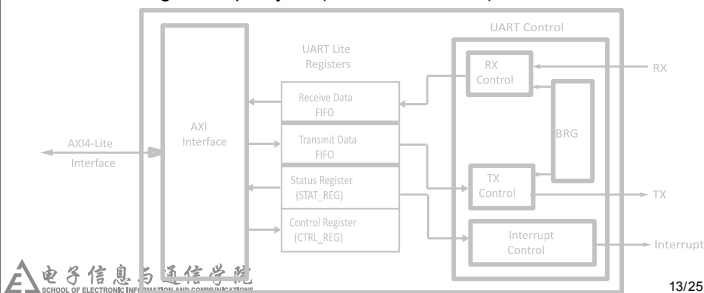 UART Control
UART Lite
Registers
RX
Control
RX
Receive Data
FIFO
AXI
Interface
BRG
AXI4-Lite
Interface
Transmit Data
FIFO
Status Register
(STAT_REG)
TX
Control
TX
Control Register
(CTRL_REG)
Interrupt
Control
Interrupt
电子信息与通信学院
SCHOOL OF ELECTRONIC INFORMATION AND COMMUNICATIONS
13/25